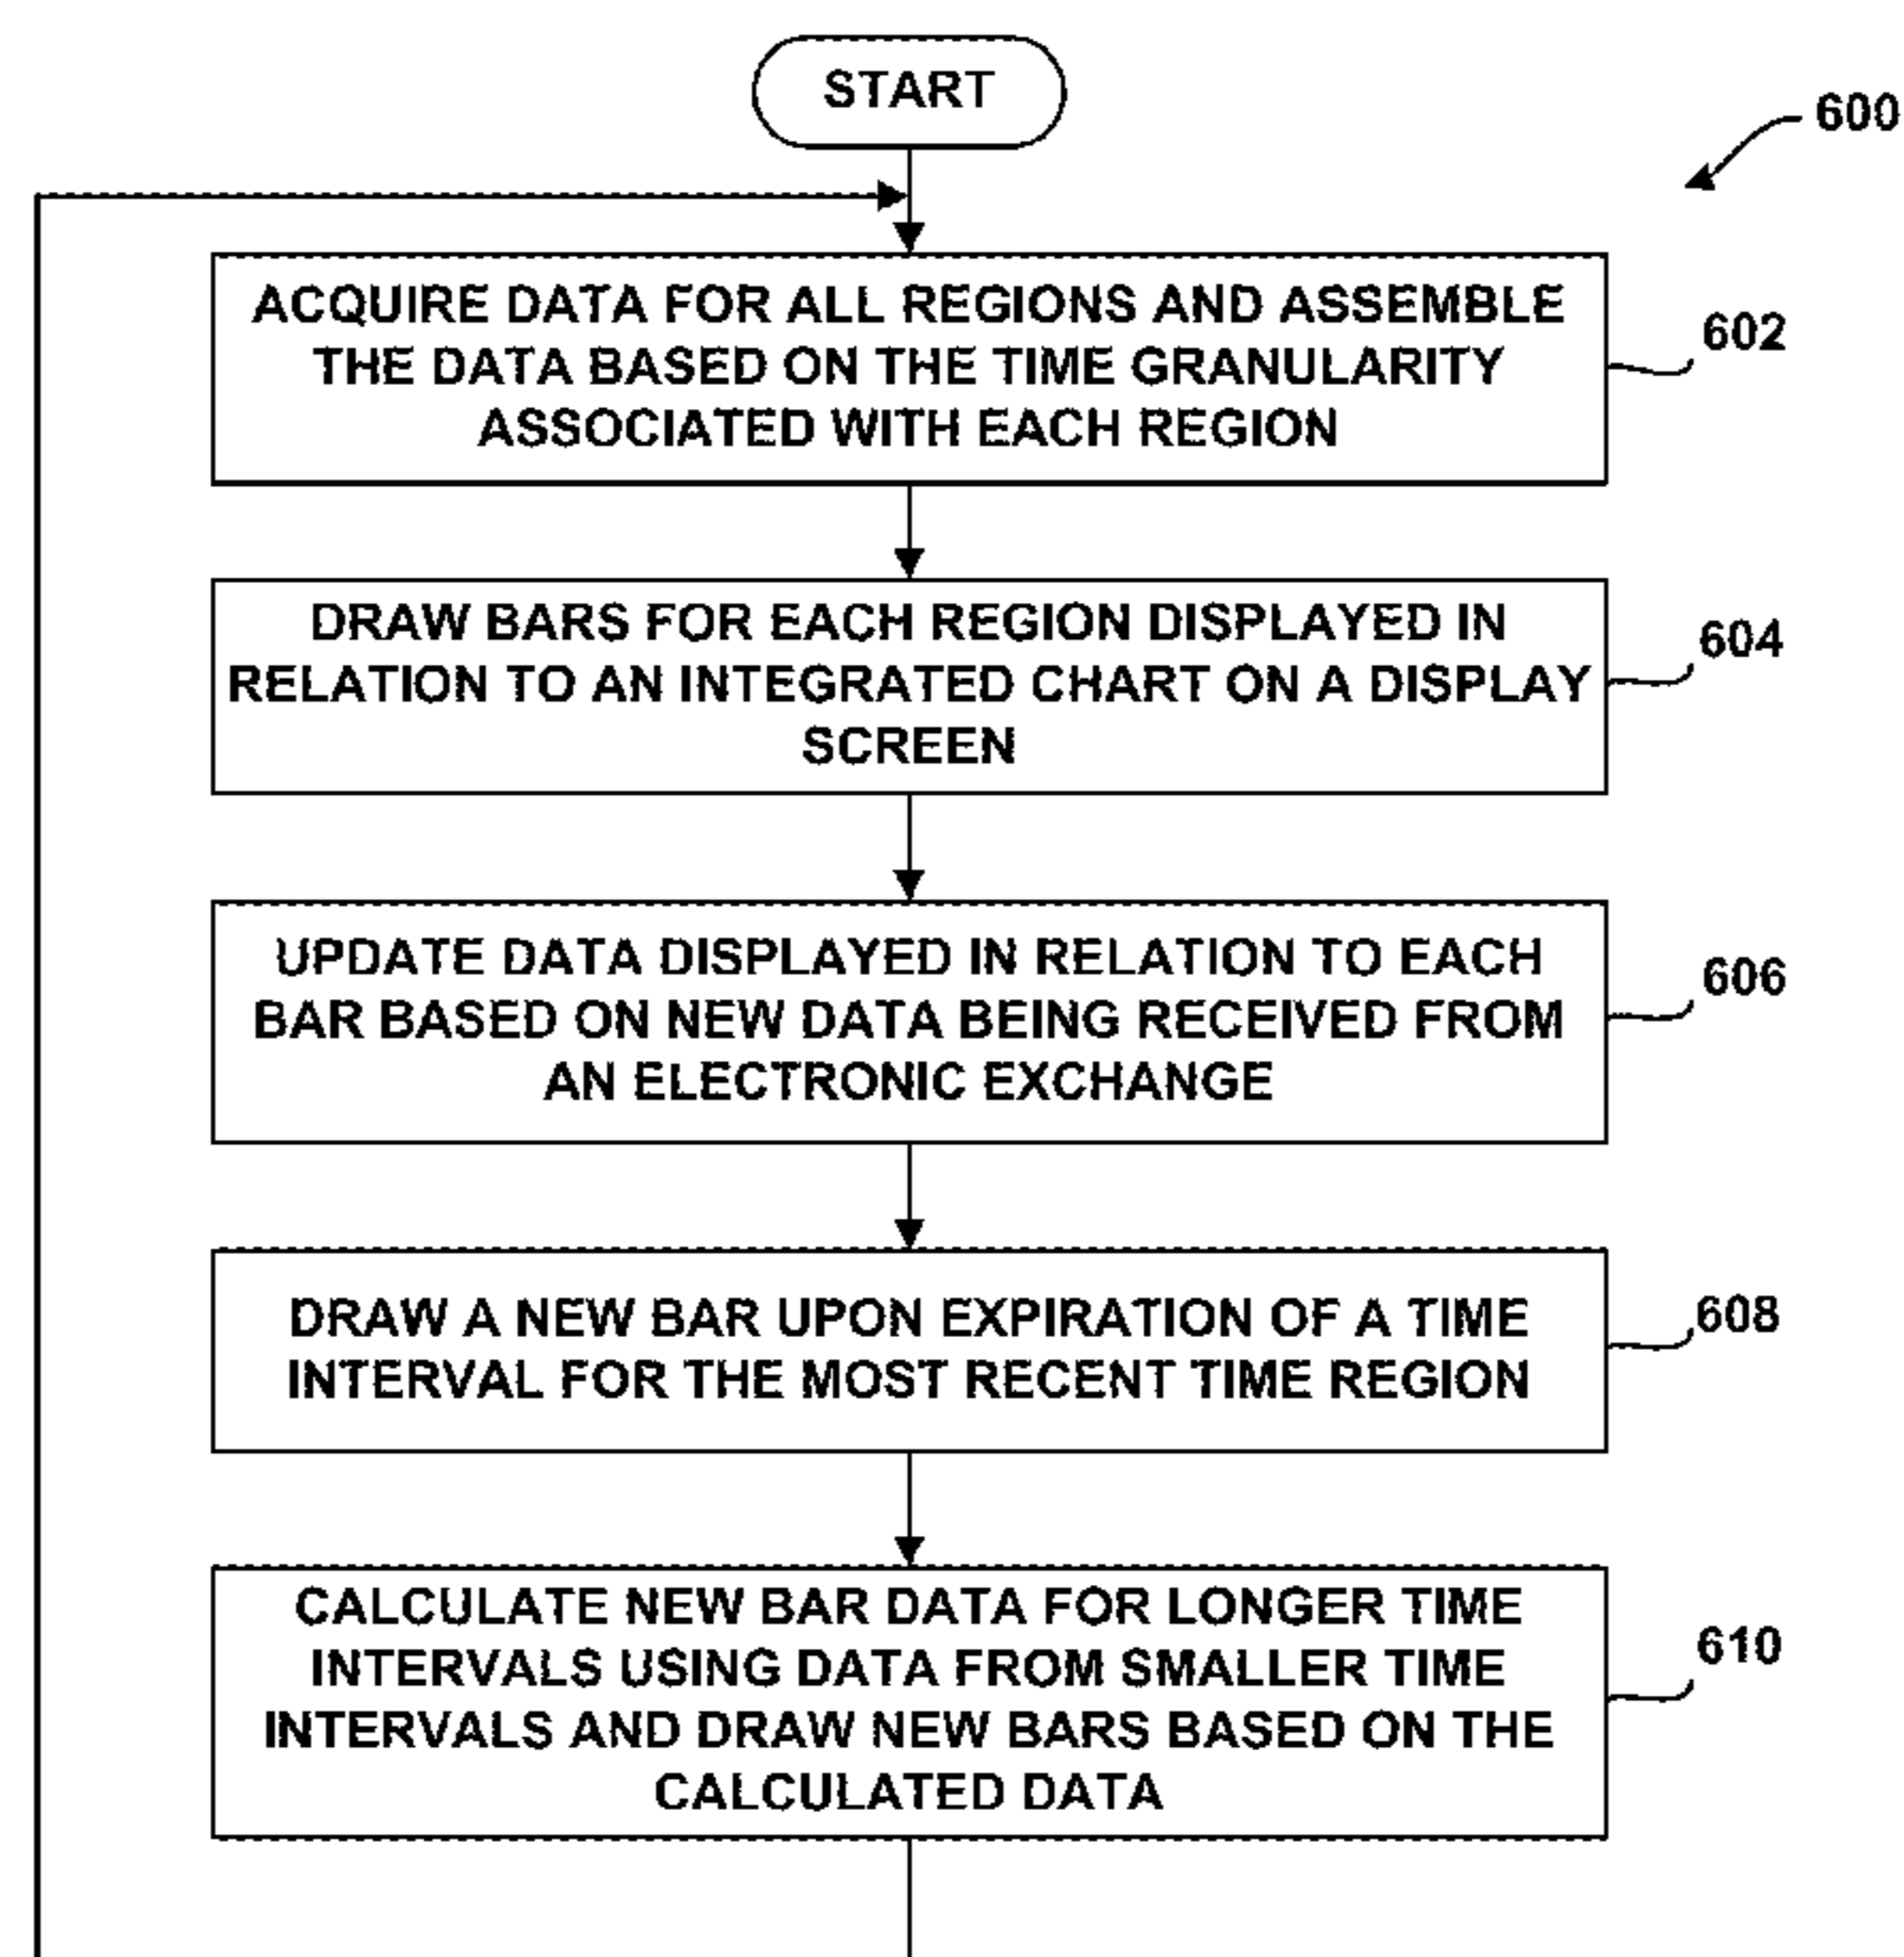 START
600
ACQUIRE DATA FOR ALL REGIONS AND ASSEMBLE
THE DATA BASED ON THE TIME GRANULARITY
ASSOCIATED WITH EACH REGION
602
DRAW BARS FOR EACH REGION DISPLAYED IN
RELATION TO AN INTEGRATED CHART ON A DISPLAY
SCREEN
604
UPDATE DATA DISPLAYED IN RELATION TO EACH
BAR BASED ON NEW DATA BEING RECEIVED FROM
AN ELECTRONIC EXCHANGE
606
DRAW A NEW BAR UPON EXPIRATION OF A TIME
INTERVAL FOR THE MOST RECENT TIME REGION
608
CALCULATE NEW BAR DATA FOR LONGER TIME
INTERVALS USING DATA FROM SMALLER TIME
INTERVALS AND DRAW NEW BARS BASED ON THE
CALCULATED DATA
610